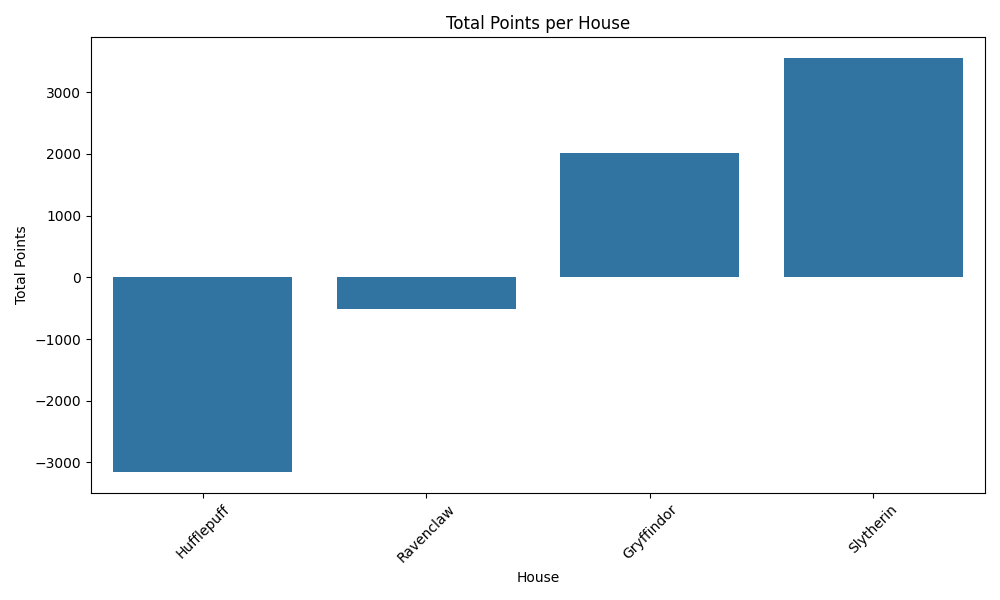 Total Points per House
3000
2000
1000
0
−1000
−2000
−3000
Total Points
Hufflepuff
Ravenclaw
Gryffindor
Slytherin
House